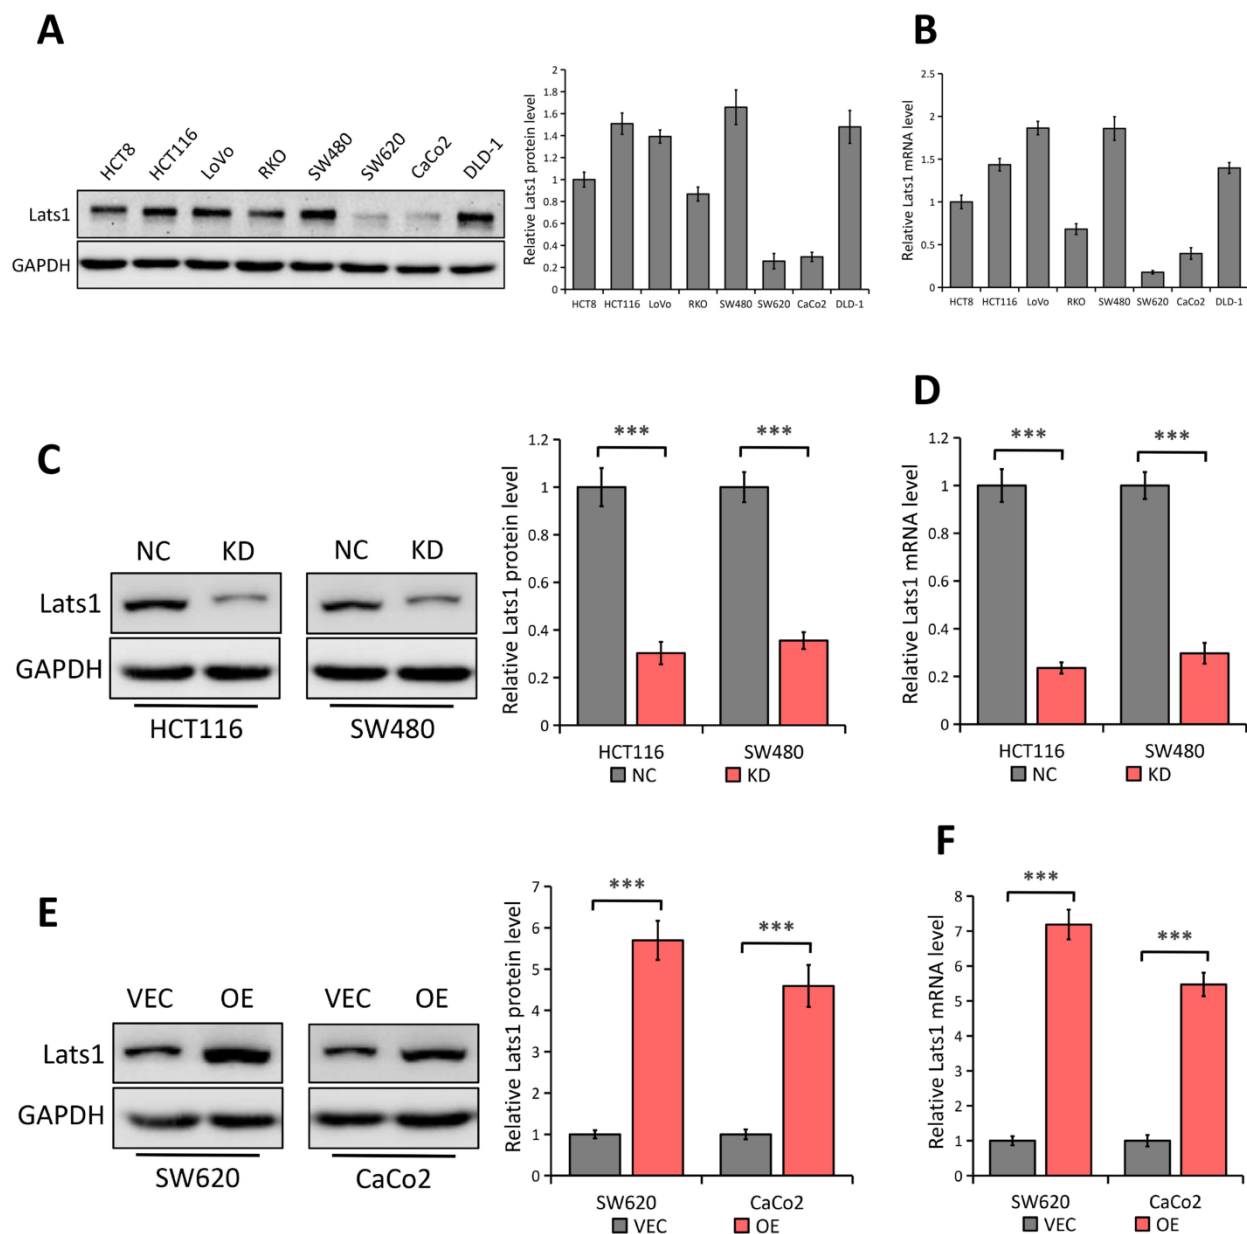 A
HCT8
HCT116
LoVo
RKO
SW480
SW620
CaCo2
DLD-1
Lats1
GAPDH
Relative Lats1 protein level
2
1.8
1.6
1.4
1.2
1
0.8
0.6
0.4
0.2
0
HCT8 HCT116 LoVo RKO SW480 SW620 CaCo2 DLD-1
B
Relative Lats1 mRNA level
2.5
2
1.5
1
0.5
0
HCT8 HCT116 LoVo RKO SW480 SW620 CaCo2 DLD-1
C
NC KD NC KD
Lats1
GAPDH
HCT116 SW480
Relative Lats1 protein level
1.2
1
0.8
0.6
0.4
0.2
0
*** ***
HCT116 SW480
NC KD
D
Relative Lats1 mRNA level
1.2
1
0.8
0.6
0.4
0.2
0
*** ***
HCT116 SW480
NC KD
E
VEC OE VEC OE
Lats1
GAPDH
SW620 CaCo2
Relative Lats1 protein level
7
6
5
4
3
2
1
0
*** ***
SW620 CaCo2
VEC OE
F
Relative Lats1 mRNA level
8
7
6
5
4
3
2
1
0
*** ***
SW620 CaCo2
VEC OE